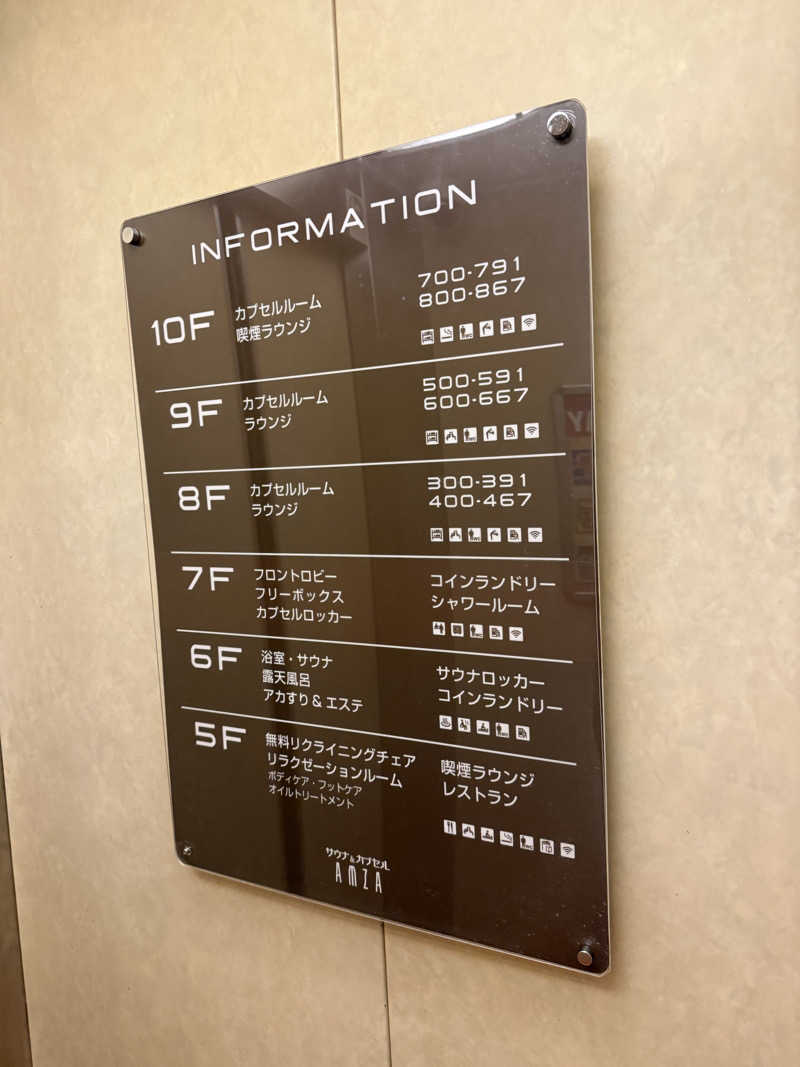 INFORMATION
10F
カプセルルーム
喫煙ラウンジ
700-791
800-867
9F
カプセルルーム
ラウンジ
500-591
600-667
8F
カプセルルーム
ラウンジ
300-391
400-467
7F
フロントロビー
フリーボックス
カプセルロッカー
コインランドリー
シャワールーム
6F
浴室・サウナ
露天風呂
アカすり & エステ
サウナロッカー
コインランドリー
5F
無料リクライニングチェア
リラクゼーションルーム
ボディケア・フットケア
オイルトリートメント
喫煙ラウンジ
レストラン
サウナ&カプセル
AMZA